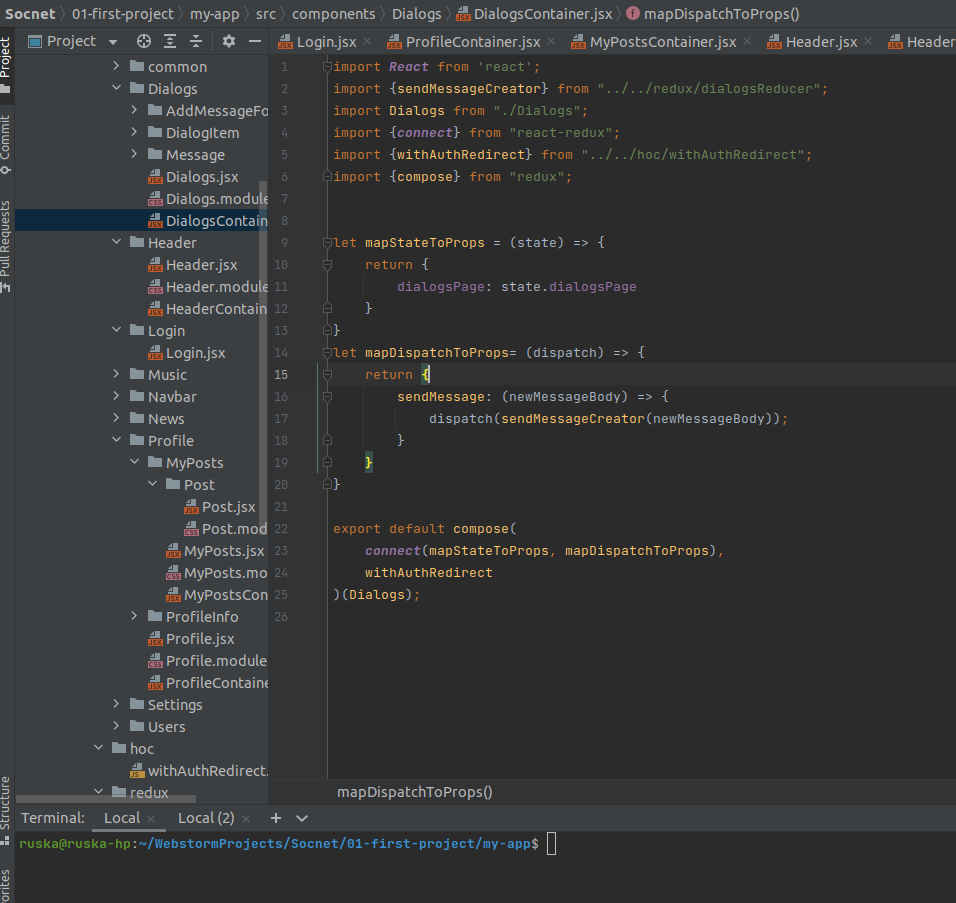 Socnet 01-first-project my-app src components Dialogs DialogsContainer.jsx mapDispatchToProps()
Project
Login.jsx ProfileContainer.jsx MyPostsContainer.jsx Header.jsx Header
Project
Commit
Pull Requests
Structure
common
Dialogs
AddMessageFo
DialogItem
Message
Dialogs.jsx
Dialogs.module
DialogsContain
Header
Header.jsx
Header.module
HeaderContain
Login
Login.jsx
Music
Navbar
News
Profile
MyPosts
Post
Post.jsx
Post.mod
MyPosts.jsx
MyPosts.mo
MyPostsCon
ProfileInfo
Profile.jsx
Profile.module
ProfileContaine
Settings
Users
hoc
withAuthRedirect.
redux
1 import React from 'react';
2 import {sendMessageCreator} from "../../redux/dialogsReducer";
3 import Dialogs from "./Dialogs";
4 import {connect} from "react-redux";
5 import {withAuthRedirect} from "../../hoc/withAuthRedirect";
6 import {compose} from "redux";
7
8
9 let mapStateToProps = (state) => {
10 return {
11 dialogsPage: state.dialogsPage
12 }
13 }
14 let mapDispatchToProps= (dispatch) => {
15 return {
16 sendMessage: (newMessageBody) => {
17 dispatch(sendMessageCreator(newMessageBody));
18 }
19 }
20 }
21
22 export default compose(
23 connect(mapStateToProps, mapDispatchToProps),
24 withAuthRedirect
25 )(Dialogs);
26
mapDispatchToProps()
Terminal: Local Local (2)
ruska@ruska-hp:~/WebstormProjects/Socnet/01-first-project/my-app$
orites